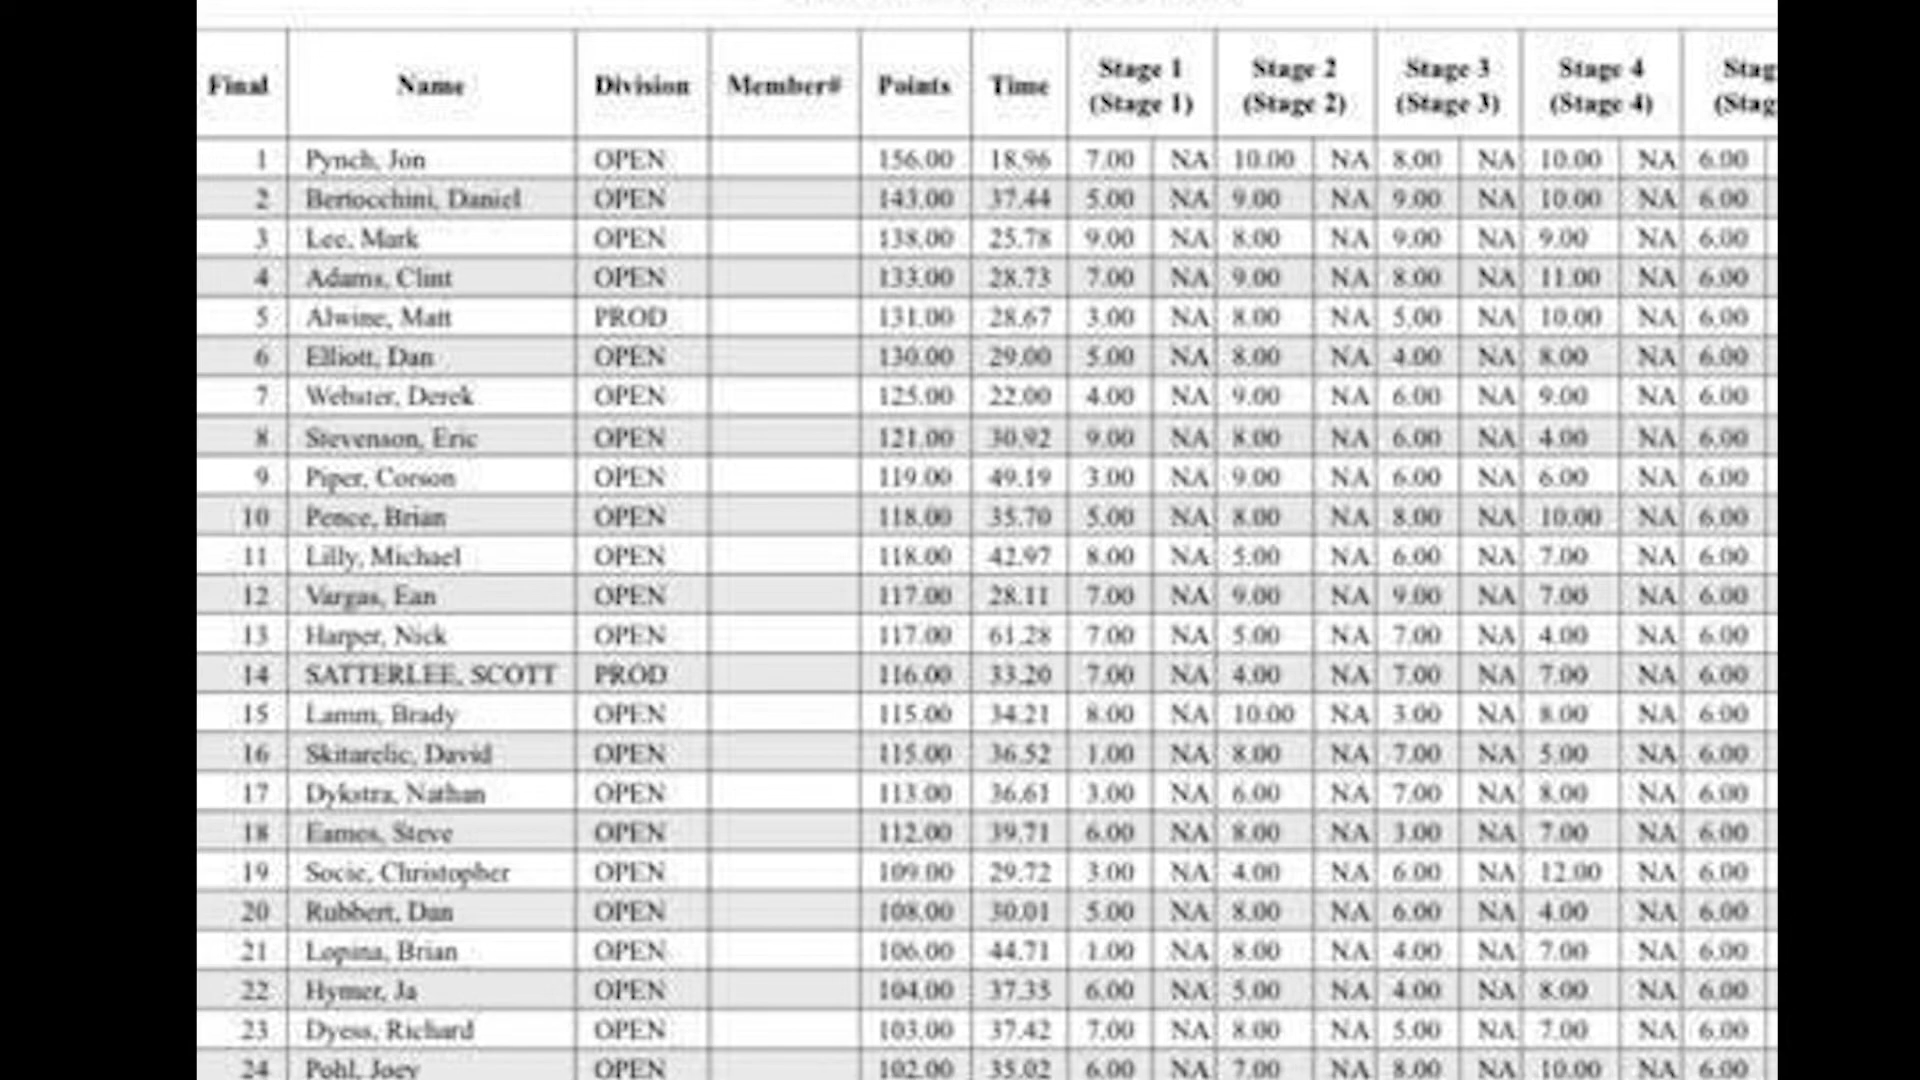 Final Name Division Member# Points Time Stage 1 (Stage 1) Stage 2 (Stage 2) Stage 3 (Stage 3) Stage 4 (Stage 4) Stag (Stag
1 Pynch, Jon OPEN 156.00 18.96 7.00 NA 10.00 NA 8.00 NA 10.00 NA 6.00
2 Bertocchini, Daniel OPEN 143.00 37.44 5.00 NA 9.00 NA 9.00 NA 10.00 NA 6.00
3 Lee, Mark OPEN 138.00 25.78 9.00 NA 8.00 NA 9.00 NA 9.00 NA 6.00
4 Adams, Clint OPEN 133.00 28.73 7.00 NA 9.00 NA 8.00 NA 11.00 NA 6.00
5 Alwine, Matt PROD 131.00 28.67 3.00 NA 8.00 NA 5.00 NA 10.00 NA 6.00
6 Elliott, Dan OPEN 130.00 29.00 5.00 NA 8.00 NA 4.00 NA 8.00 NA 6.00
7 Webster, Derek OPEN 125.00 22.00 4.00 NA 9.00 NA 6.00 NA 9.00 NA 6.00
8 Stevenson, Eric OPEN 121.00 30.92 9.00 NA 8.00 NA 6.00 NA 4.00 NA 6.00
9 Piper, Corson OPEN 119.00 49.19 3.00 NA 9.00 NA 6.00 NA 6.00 NA 6.00
10 Pence, Brian OPEN 118.00 35.70 5.00 NA 8.00 NA 8.00 NA 10.00 NA 6.00
11 Lilly, Michael OPEN 118.00 42.97 8.00 NA 5.00 NA 6.00 NA 7.00 NA 6.00
12 Vargas, Ean OPEN 117.00 28.11 7.00 NA 9.00 NA 9.00 NA 7.00 NA 6.00
13 Harper, Nick OPEN 117.00 61.28 7.00 NA 5.00 NA 7.00 NA 4.00 NA 6.00
14 SATTERLEE, SCOTT PROD 116.00 33.20 7.00 NA 4.00 NA 7.00 NA 7.00 NA 6.00
15 Lamm, Brady OPEN 115.00 34.21 8.00 NA 10.00 NA 3.00 NA 8.00 NA 6.00
16 Skitarelic, David OPEN 115.00 36.52 1.00 NA 8.00 NA 7.00 NA 5.00 NA 6.00
17 Dykstra, Nathan OPEN 113.00 36.61 3.00 NA 6.00 NA 7.00 NA 8.00 NA 6.00
18 Eames, Steve OPEN 112.00 39.71 6.00 NA 8.00 NA 3.00 NA 7.00 NA 6.00
19 Socie, Christopher OPEN 109.00 29.72 3.00 NA 4.00 NA 6.00 NA 12.00 NA 6.00
20 Rubbert, Dan OPEN 108.00 30.01 5.00 NA 8.00 NA 6.00 NA 4.00 NA 6.00
21 Lopina, Brian OPEN 106.00 44.71 1.00 NA 8.00 NA 4.00 NA 7.00 NA 6.00
22 Hymer, Ja OPEN 104.00 37.35 6.00 NA 5.00 NA 4.00 NA 8.00 NA 6.00
23 Dyess, Richard OPEN 103.00 37.42 7.00 NA 8.00 NA 5.00 NA 7.00 NA 6.00
24 Pohl, Joey OPEN 102.00 35.02 6.00 NA 7.00 NA 8.00 NA 10.00 NA 6.00